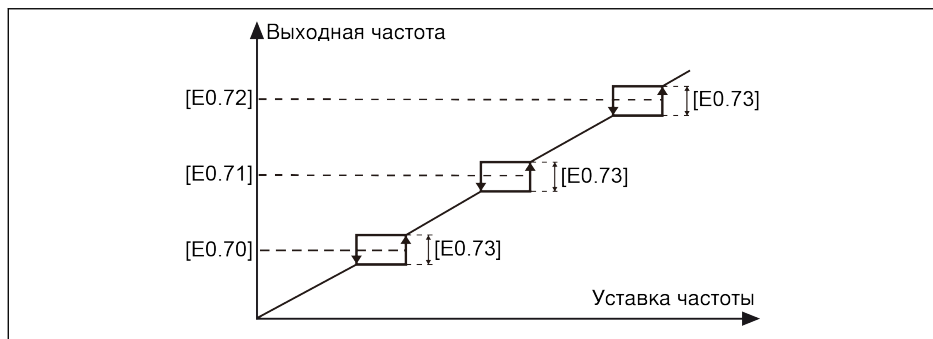 Выходная частота
[E0.72]
[E0.73]
[E0.71]
[E0.73]
[E0.70]
[E0.73]
Уставка частоты